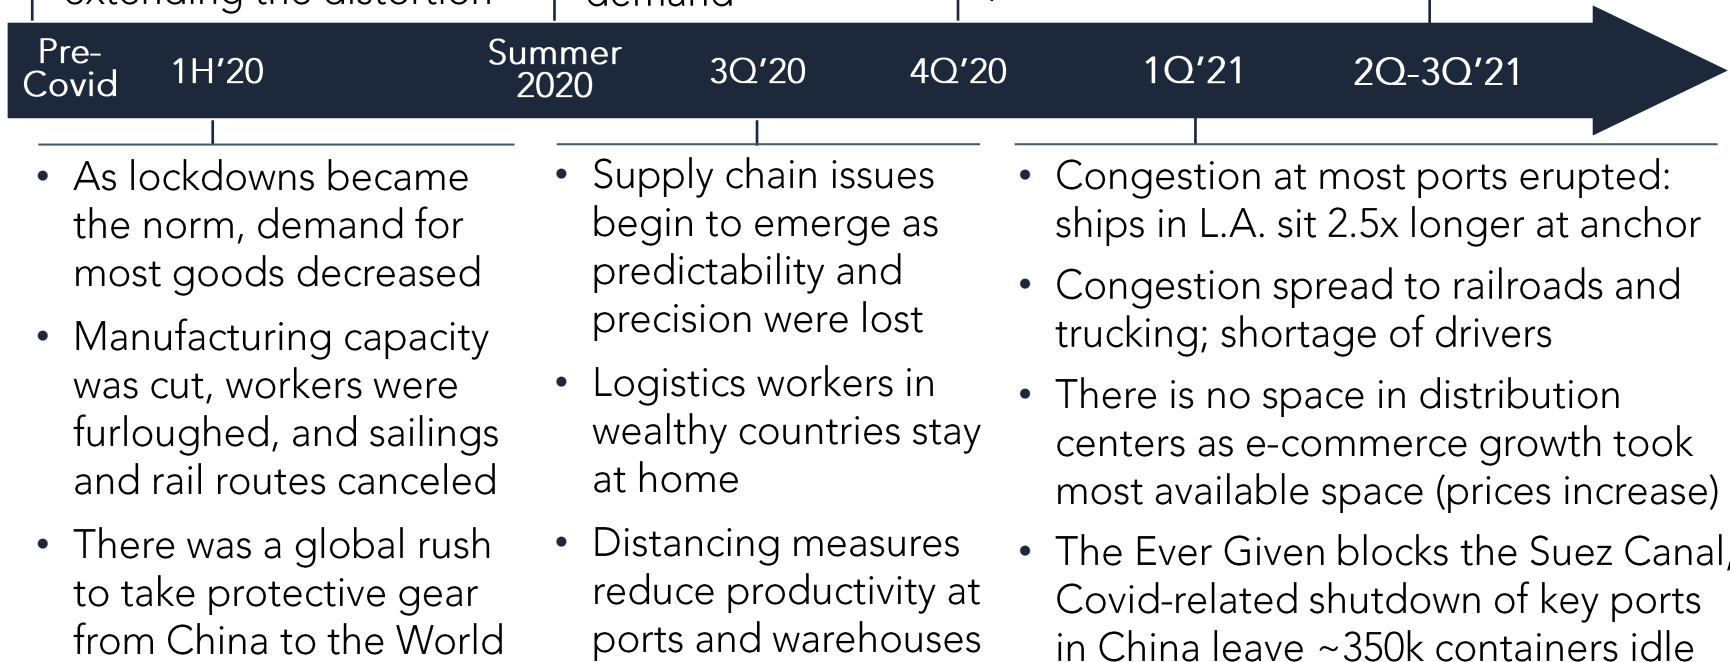 extending the distortion
demand
Pre-
Covid
1H'20
Summer
2020
3Q'20
4Q'20
1Q'21
2Q-3Q'21
• As lockdowns became
the norm, demand for
most goods decreased
• Manufacturing capacity
was cut, workers were
furloughed, and sailings
and rail routes canceled
• There was a global rush
to take protective gear
from China to the World
• Supply chain issues
begin to emerge as
predictability and
precision were lost
• Logistics workers in
wealthy countries stay
at home
• Distancing measures
reduce productivity at
ports and warehouses
• Congestion at most ports erupted:
ships in L.A. sit 2.5x longer at anchor
• Congestion spread to railroads and
trucking; shortage of drivers
• There is no space in distribution
centers as e-commerce growth took
most available space (prices increase)
• The Ever Given blocks the Suez Canal,
Covid-related shutdown of key ports
in China leave ~350k containers idle